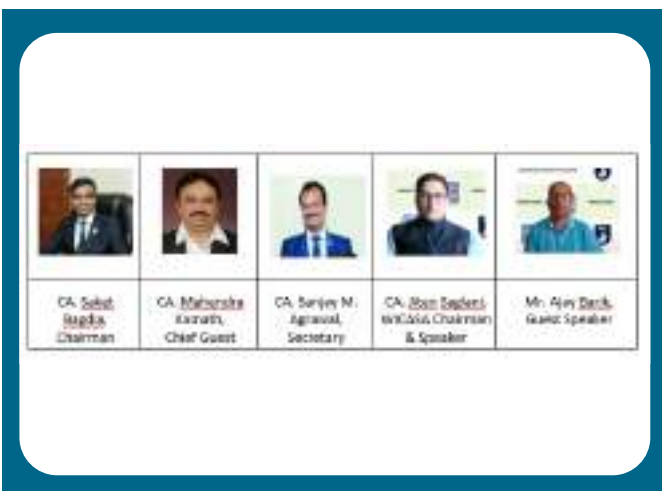 CA. Saket
Bagdia,
Chairman
CA. Mahendra
Kamath,
Chief Guest
CA. Sanjay M.
Agrawal,
Secretary
CA.
WICASA Chairman
& Speaker
Mr. Ajay
Guest Speaker